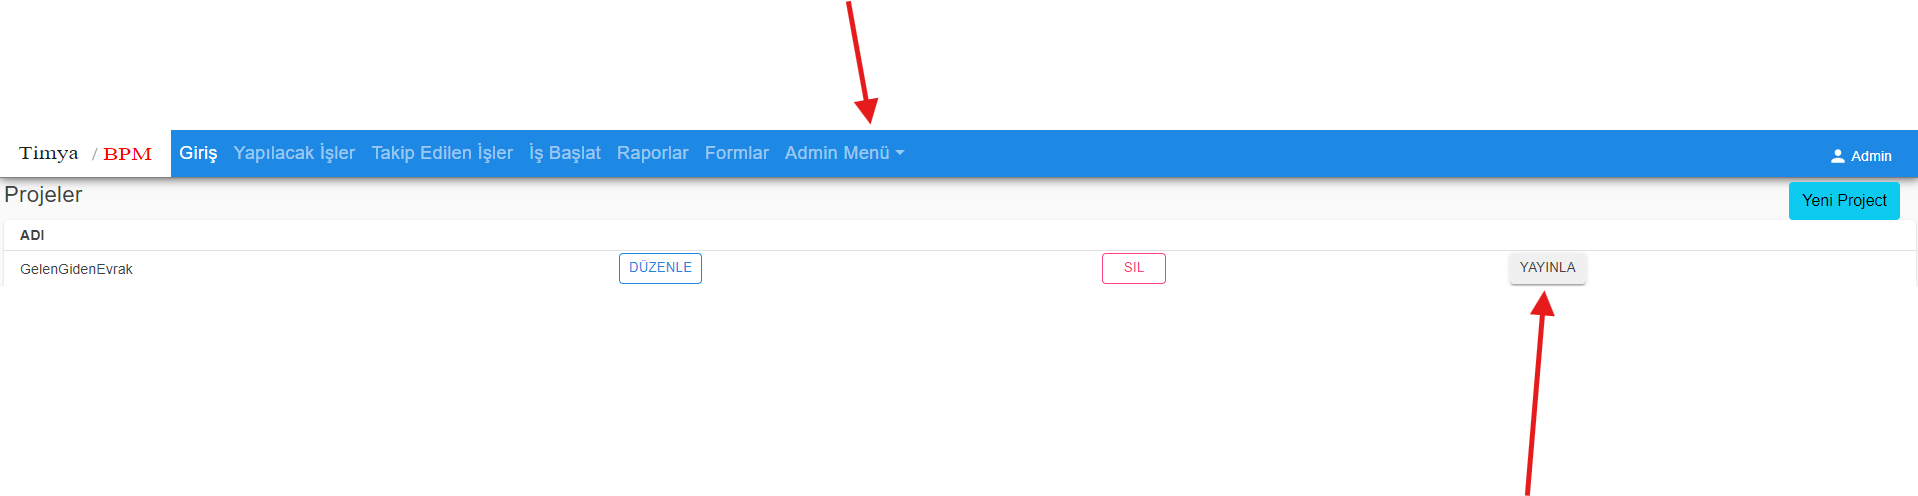 Timya / BPM Giriş Yapılacak İşler Takip Edilen İşler İş Başlat Raporlar Formlar Admin Menü Admin
Projeler Yeni Project
ADI
GelenGidenEvrak DÜZENLE SIL YAYINLA